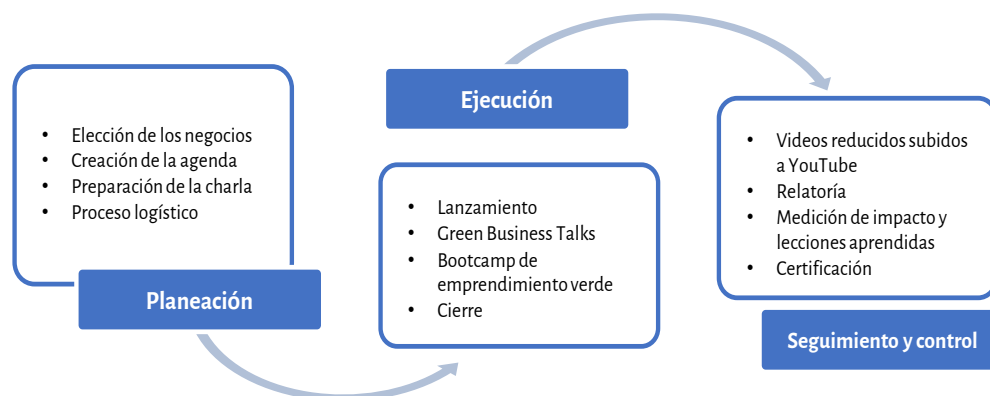 • Elección de los negocios
• Creación de la agenda
• Preparación de la charla
• Proceso logístico
Planeación
Ejecución
• Lanzamiento
• Green Business Talks
• Bootcamp de
emprendimiento verde
• Cierre
• Videos reducidos subidos
a YouTube
• Relatoría
• Medición de impacto y
lecciones aprendidas
• Certificación
Seguimiento y control